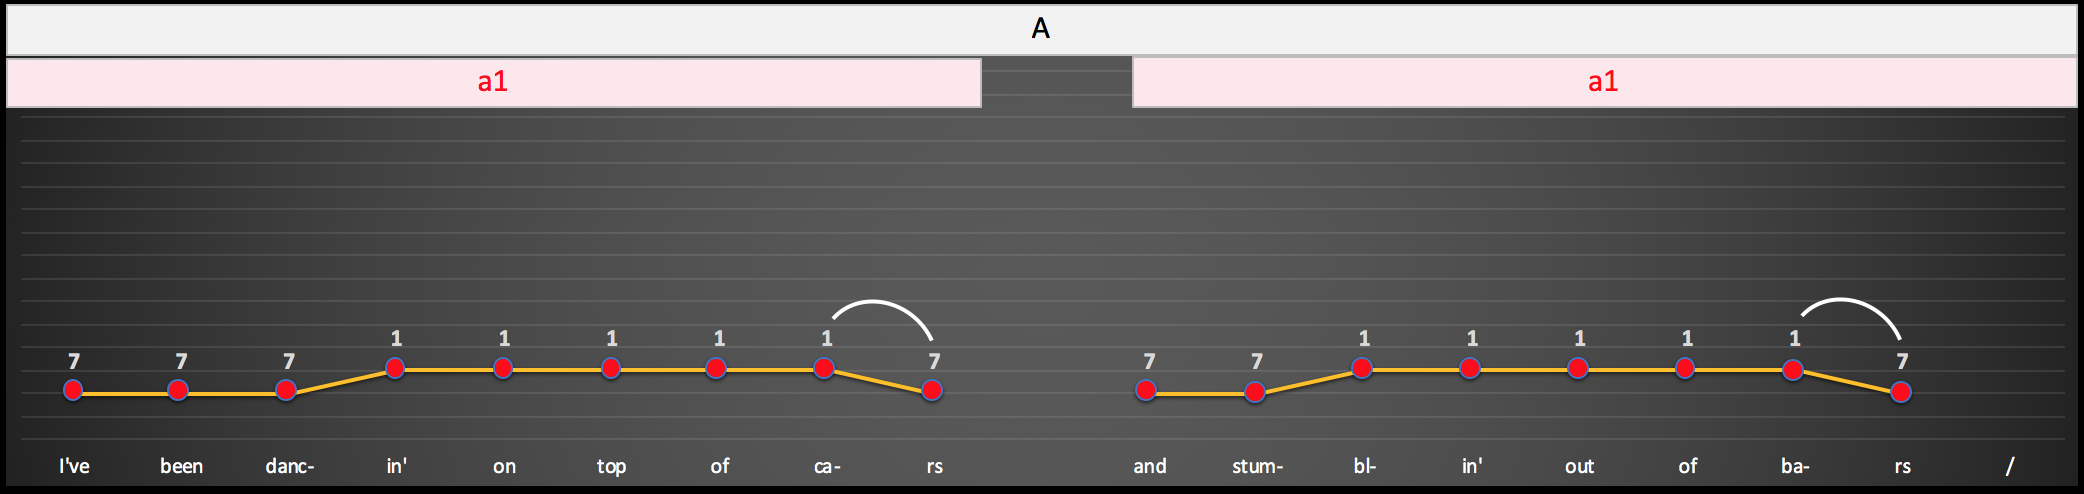 A
a1 a1
1 1 1 1 1 1 1 1 1 1
7 7 7 7 7 7 7
I've been danc- in' on top of ca- rs and stum- bl- in' out of ba- rs /